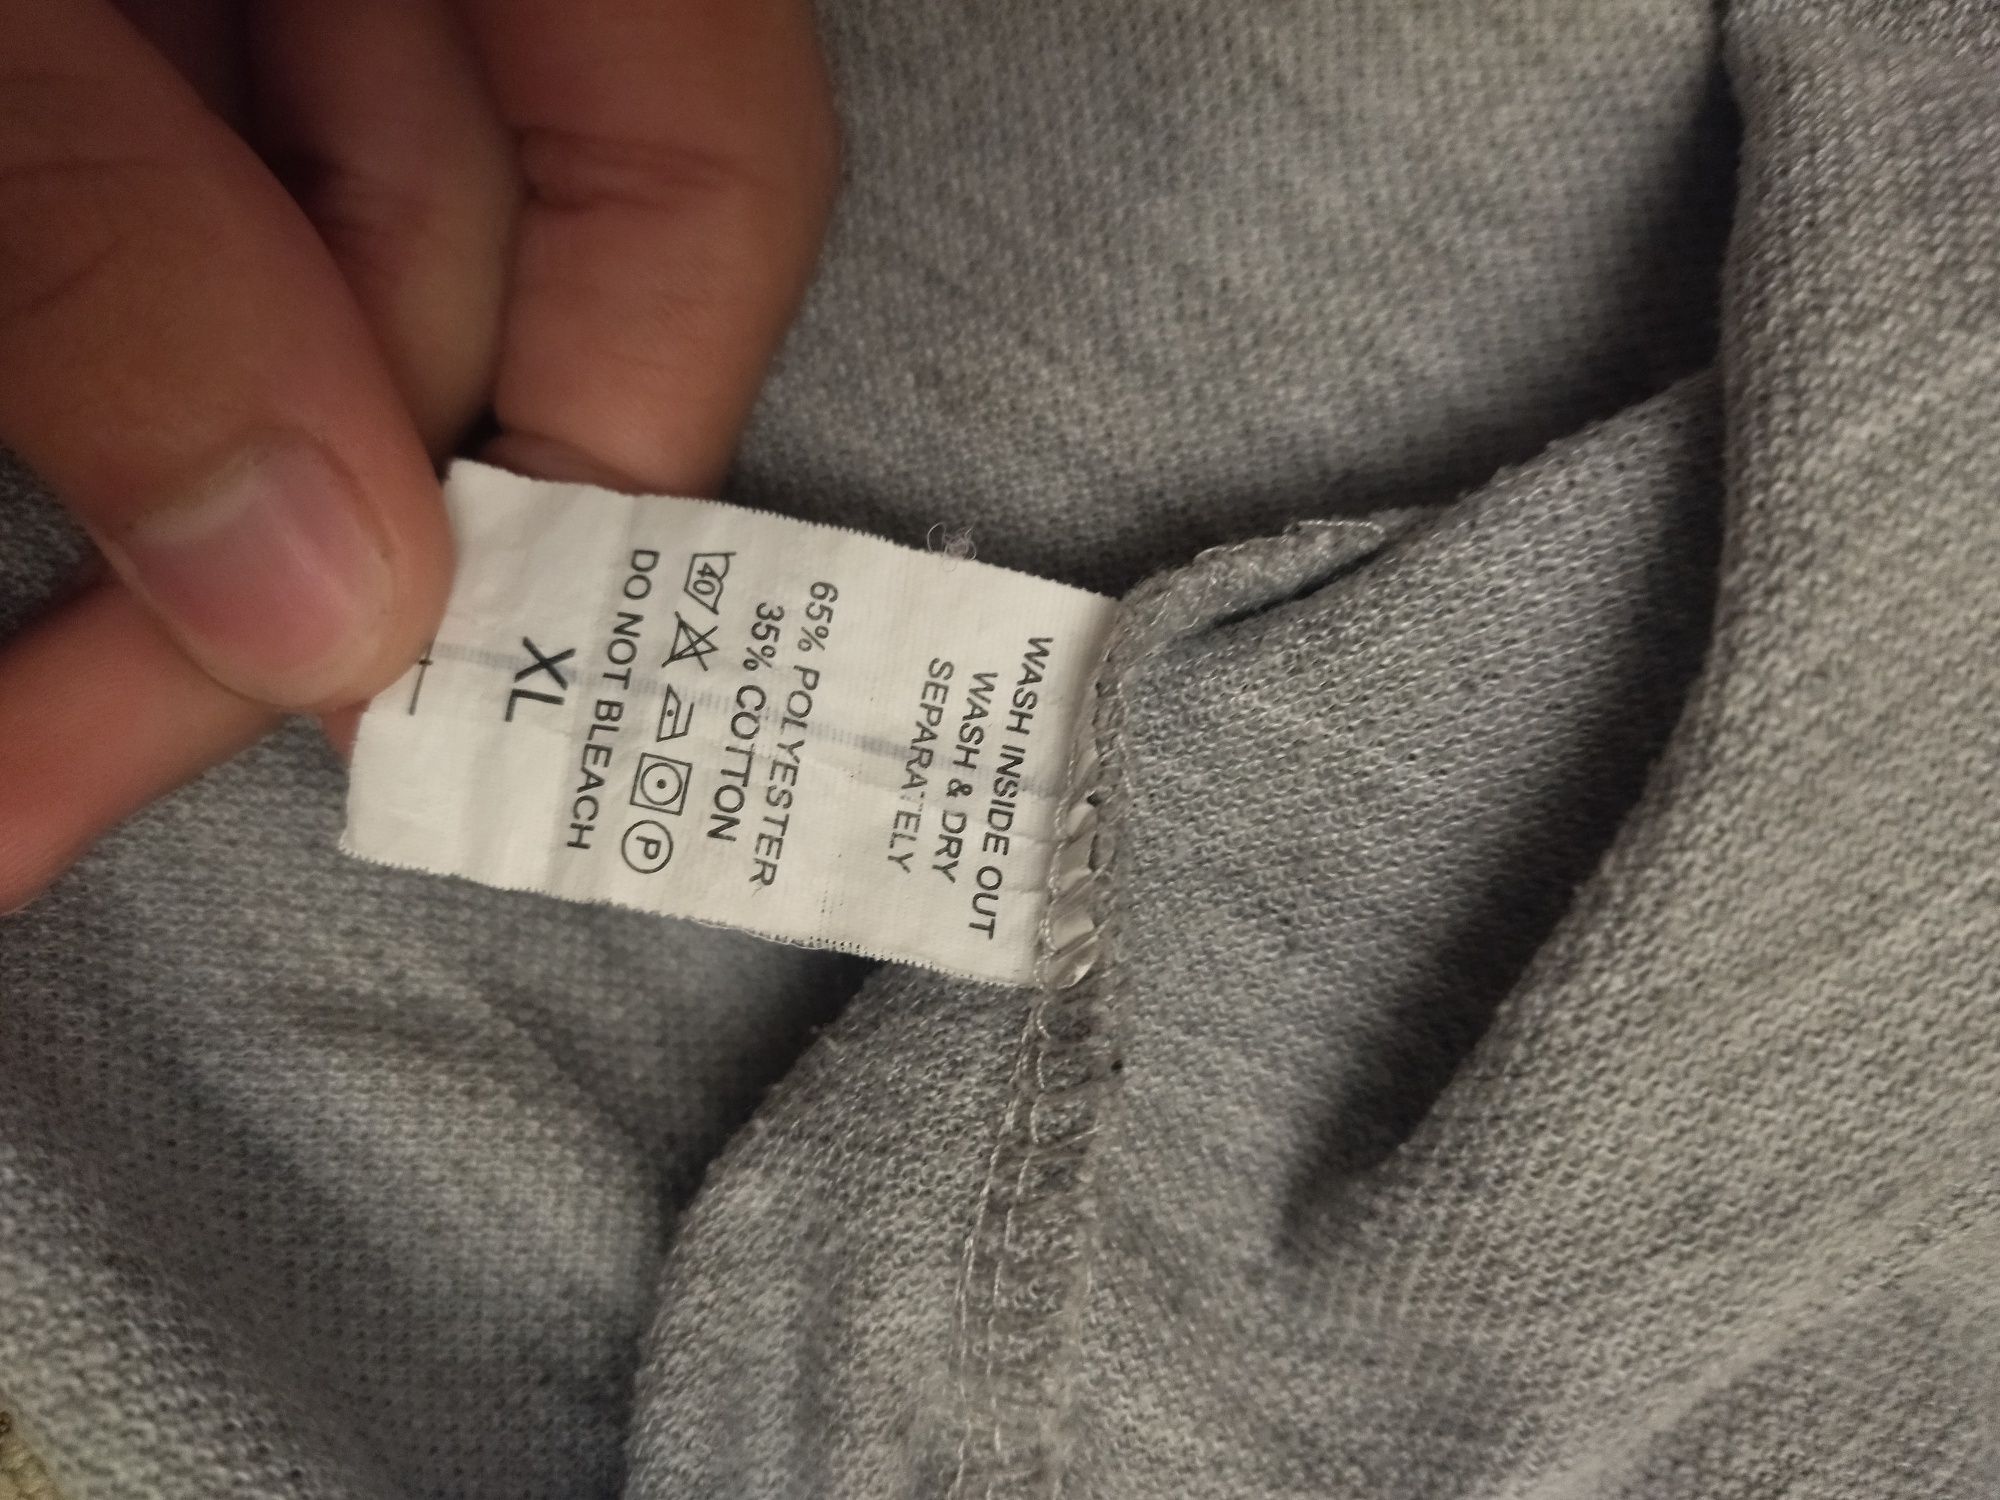 WASH INSIDE OUT
WASH & DRY
SEPARATELY
65% POLYESTER
35% COTTON
40 P
DO NOT BLEACH
XL